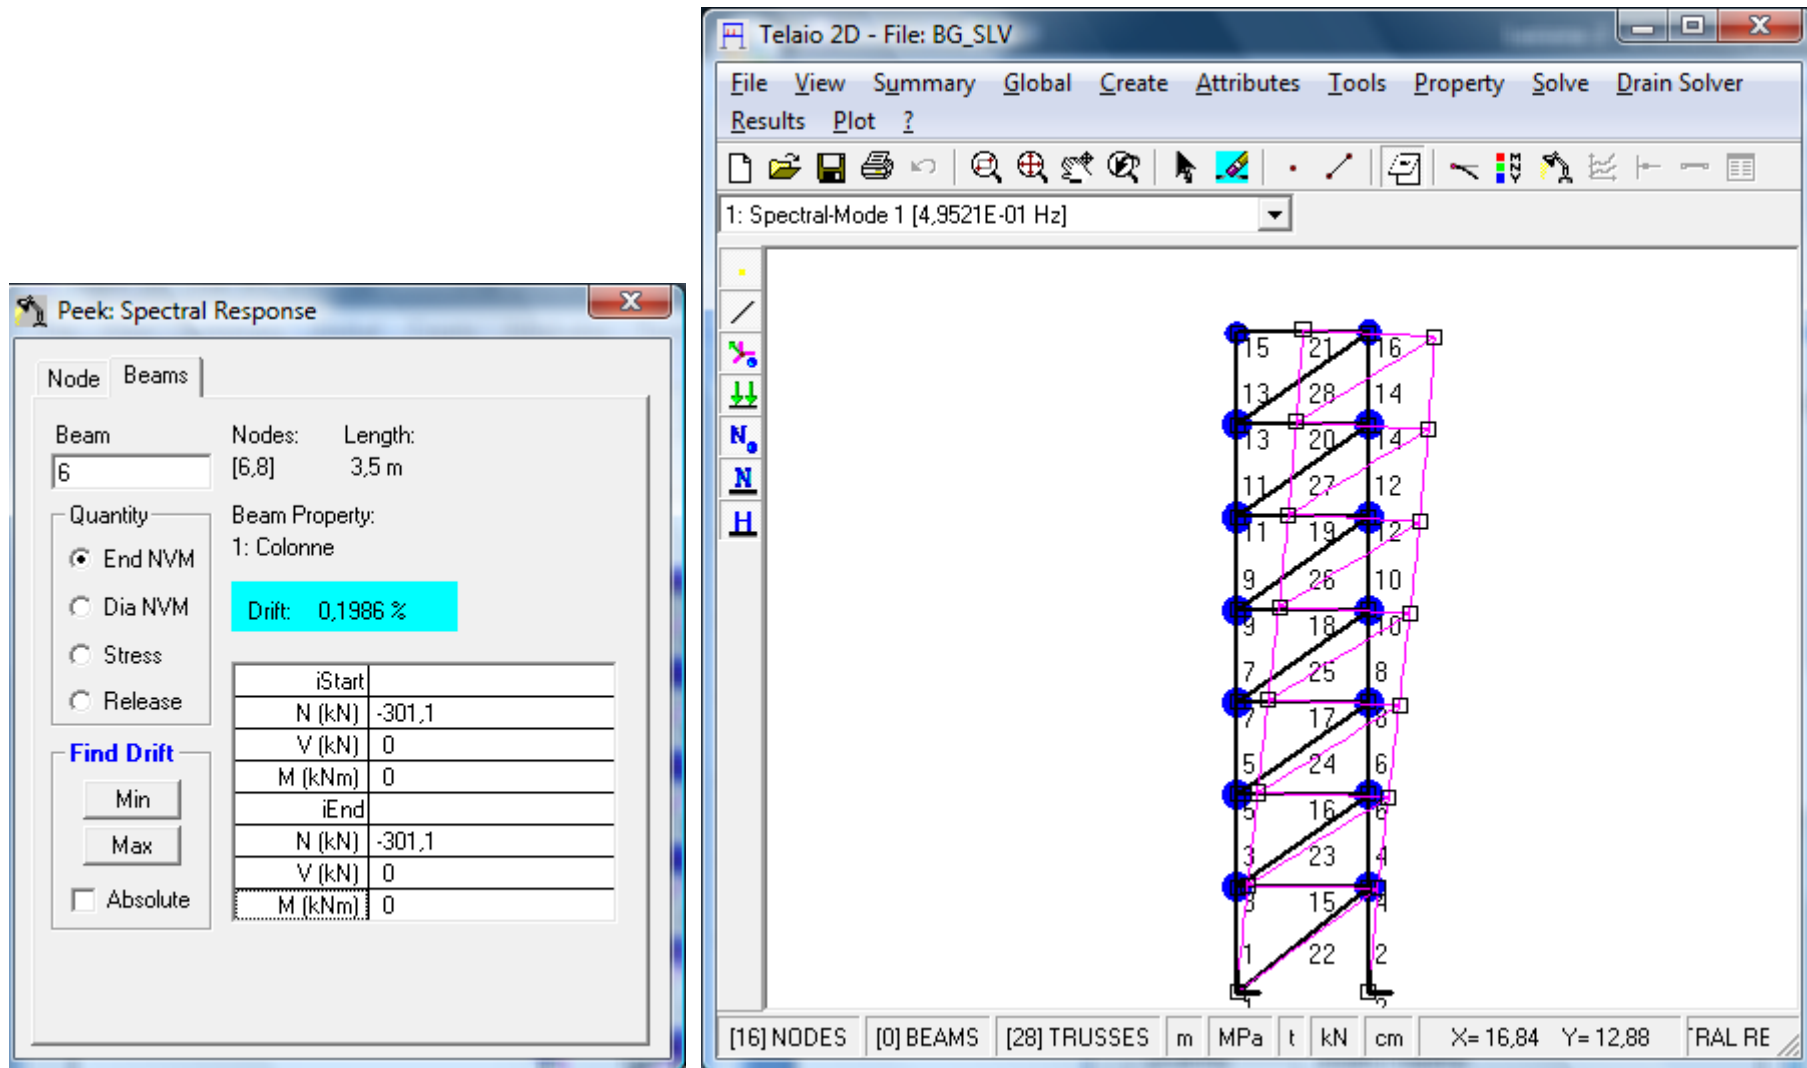 Peek: Spectral Response
Node Beams
Beam Nodes: Length:
6 [6,8] 3,5 m
Quantity Beam Property:
End NVM 1: Colonne
Dia NVM Drift: 0,1986 %
Stress
Release
iStart
N (kN) -301,1
V (kN) 0
M (kNm) 0
iEnd
N (kN) -301,1
V (kN) 0
M (kNm) 0
Find Drift
Min
Max
Absolute
Telaio 2D - File: BG_SLV
File View Summary Global Create Attributes Tools Property Solve Drain Solver
Results Plot ?
M
N
V
1: Spectral-Mode 1 [4,9521E-01 Hz]
N
N
H
15 21 16
13 28 14
13 20 14
11 27 12
11 19 12
9 26 10
9 18 10
7 25 8
7 17 8
5 24 6
5 16 6
3 23 4
3 15 4
1 22 2
[16] NODES [0] BEAMS [28] TRUSSES m MPa t kN cm X= 16,84 Y= 12,88 TRAL RE